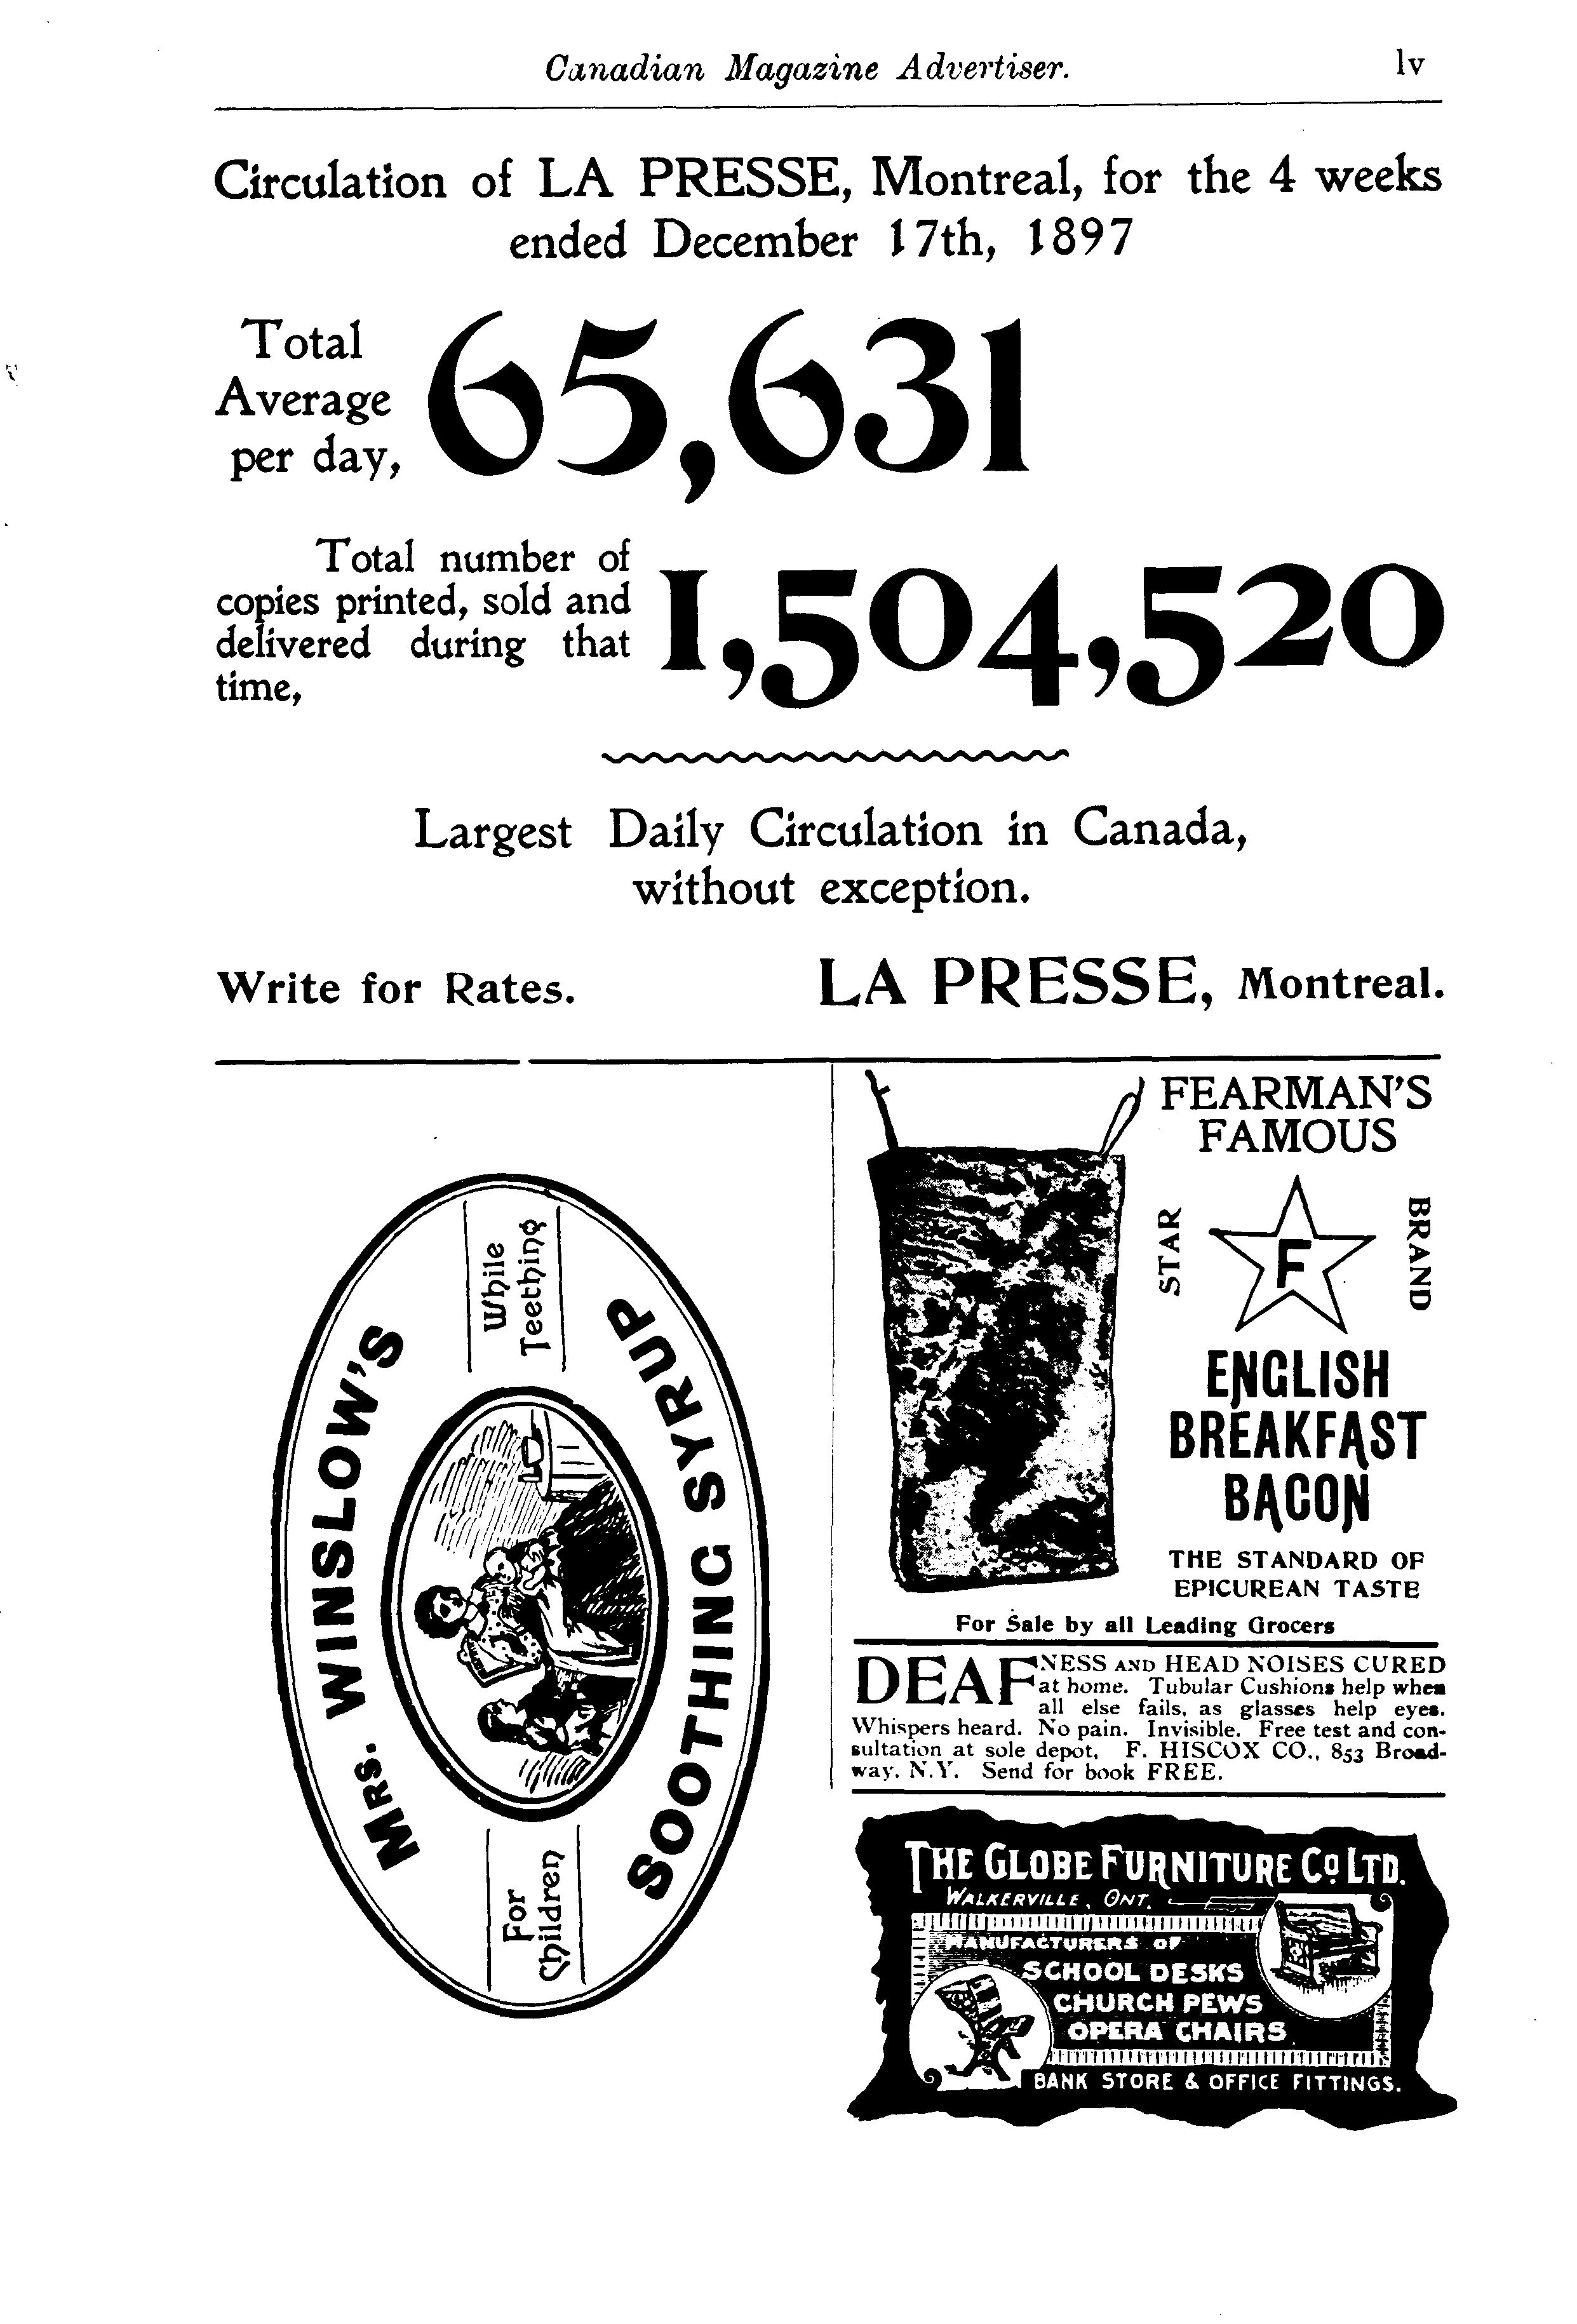 Canadian Magazine Advertiser. lv
Circulation of LA PRESSE, Montreal, for the 4 weeks
ended December 17th, 1897
Total
Average
per day,
65,631
Total number of
copies printed, sold and
delivered during that
time,
1,504,520
Largest Daily Circulation in Canada,
without exception.
Write for Rates. LA PRESSE, Montreal.
MRS. WINSLOW'S
SOOTHING SYRUP
For
Children
While
Teething
FEARMAN'S
FAMOUS
STAR
F
BRAND
ENGLISH
BREAKFAST
BACON
THE STANDARD OF
EPICUREAN TASTE
For Sale by all Leading Grocers
DEAFNESS AND HEAD NOISES CURED
at home. Tubular Cushions help when
all else fails, as glasses help eyes.
Whispers heard. No pain. Invisible. Free test and con-
sultation at sole depot, F. HISCOX CO., 853 Broad-
way, N.Y. Send for book FREE.
THE GLOBE FURNITURE Co LTD.
WALKERVILLE, ONT.
MANUFACTURERS OF
SCHOOL DESKS
CHURCH PEWS
OPERA CHAIRS
BANK STORE & OFFICE FITTINGS.